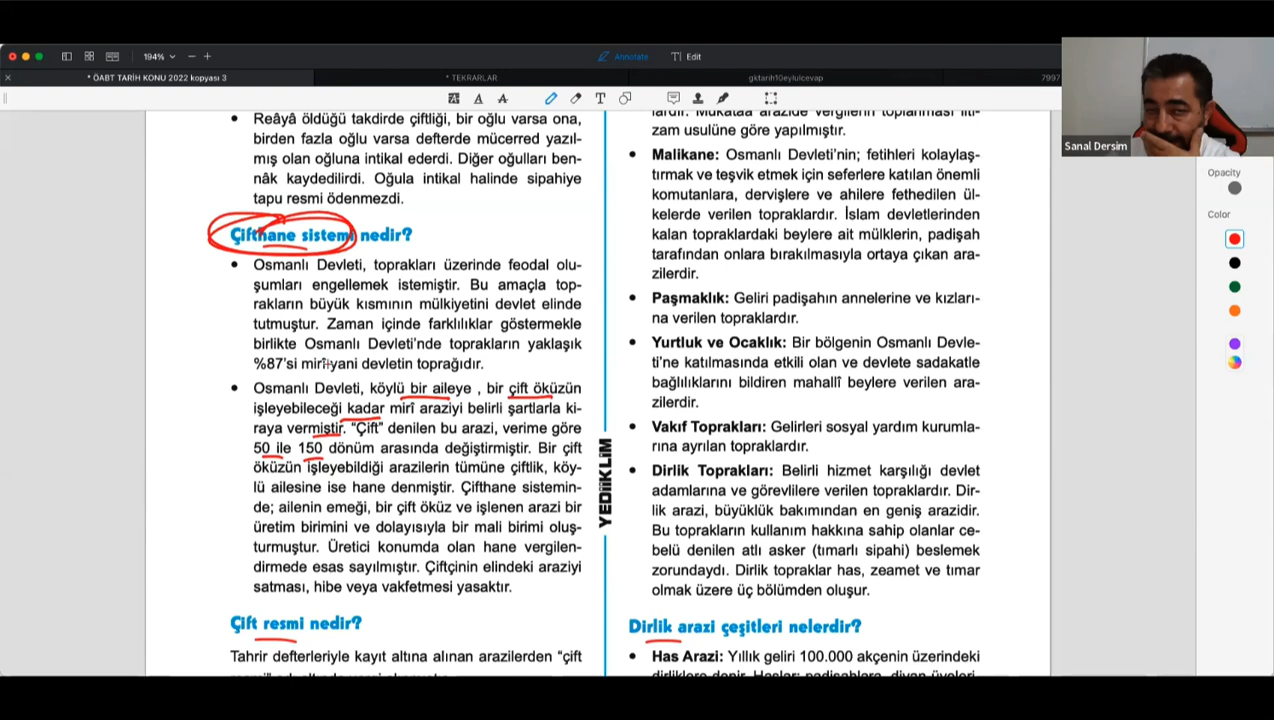 194%
Annotate
Edit
* ÖABT TARİH KONU 2022 kopyası 3
* TEKRARLAR
gktarih10eylulcevap
7997
Sanal Dersim
Opacity
Color
Reâyâ öldüğü takdirde çiftliği, bir oğlu varsa ona,
birden fazla oğlu varsa defterde mücerred yazıl-
mış olan oğluna intikal ederdi. Diğer oğulları ben-
nâk kaydedilirdi. Oğula intikal halinde sipahiye
tapu resmi ödenmezdi.
Çifthane sistemi nedir?
• Osmanlı Devleti, toprakları üzerinde feodal olu-
şumları engellemek istemiştir. Bu amaçla top-
rakların büyük kısmının mülkiyetini devlet elinde
tutmuştur. Zaman içinde farklılıklar göstermekle
birlikte Osmanlı Devleti’nde toprakların yaklaşık
%87’si mirî yani devletin toprağıdır.
• Osmanlı Devleti, köylü bir aileye , bir çift öküzün
işleyebileceği kadar mirî araziyi belirli şartlarla ki-
raya vermiştir. “Çift” denilen bu arazi, verime göre
50 ile 150 dönüm arasında değiştirmiştir. Bir çift
öküzün işleyebildiği arazilerin tümüne çiftlik, köy-
lü ailesine ise hane denmiştir. Çifthane sistemin-
de; ailenin emeği, bir çift öküz ve işlenen arazi bir
üretim birimini ve dolayısıyla bir mali birimi oluş-
turmuştur. Üretici konumda olan hane vergilen-
dirmede esas sayılmıştır. Çiftçinin elindeki araziyi
satması, hibe veya vakfetmesi yasaktır.
Çift resmi nedir?
Tahrir defterleriyle kayıt altına alınan arazilerden “çift
YEDİİKLİM
lardır. Mukataa arazide vergilerin toplanması ilti-
zam usulüne göre yapılmıştır.
• Malikane: Osmanlı Devleti’nin; fetihleri kolaylaş-
tırmak ve teşvik etmek için seferlere katılan önemli
komutanlara, dervişlere ve ahilere fethedilen ül-
kelerde verilen topraklardır. İslam devletlerinden
kalan topraklardaki beylere ait mülklerin, padişah
tarafından onlara bırakılmasıyla ortaya çıkan ara-
zilerdir.
• Paşmaklık: Geliri padişahın annelerine ve kızları-
na verilen topraklardır.
• Yurtluk ve Ocaklık: Bir bölgenin Osmanlı Devle-
ti’ne katılmasında etkili olan ve devlete sadakatle
bağlılıklarını bildiren mahallî beylere verilen ara-
zilerdir.
• Vakıf Toprakları: Gelirleri sosyal yardım kurumla-
rına ayrılan topraklardır.
• Dirlik Toprakları: Belirli hizmet karşılığı devlet
adamlarına ve görevlilere verilen topraklardır. Dir-
lik arazi, büyüklük bakımından en geniş arazidir.
Bu toprakların kullanım hakkına sahip olanlar ce-
belü denilen atlı asker (tımarlı sipahi) beslemek
zorundaydı. Dirlik topraklar has, zeamet ve tımar
olmak üzere üç bölümden oluşur.
Dirlik arazi çeşitleri nelerdir?
• Has Arazi: Yıllık geliri 100.000 akçenin üzerindeki
dirliklere denir. Haslar; padişahlara, divan üyeleri,